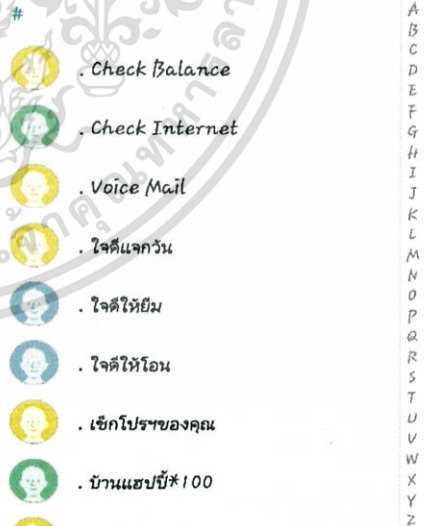 #
. Check Balance
. Check Internet
. Voice Mail
. ใจดีแจกวัน
. ใจดีให้ยืม
. ใจดีให้โอน
. เช็กโปรฯของคุณ
. บ้านแฮปปี้*100
A
B
C
D
E
F
G
H
I
J
K
L
M
N
O
P
Q
R
S
T
U
V
W
X
Y
Z